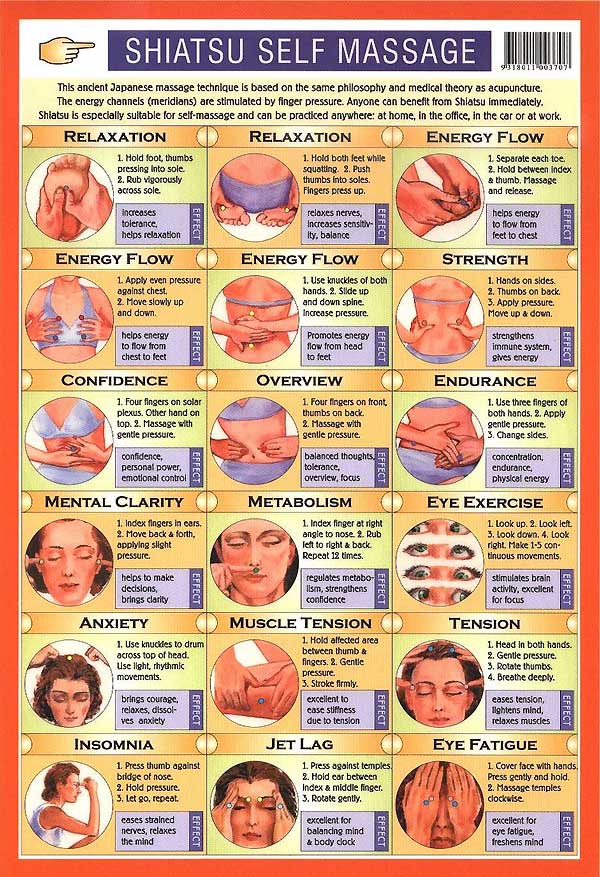 SHIATSU SELF MASSAGE
9318011003707
This ancient Japanese massage technique is based on the same philosophy and medical theory as acupuncture.
The energy channels (meridians) are stimulated by finger pressure. Anyone can benefit from Shiatsu immediately.
Shiatsu is especially suitable for self-massage and can be practiced anywhere: at home, in the office, in the car or at work.
RELAXATION
1. Hold foot, thumbs
pressing into sole.
2. Rub vigorously
across sole.
increases
tolerance,
helps relaxation
EFFECT
RELAXATION
1. Hold both feet while
squatting. 2. Push
thumbs into soles.
Fingers press up.
relaxes nerves,
increases sensitiv-
ity, balance
EFFECT
ENERGY FLOW
1. Separate each toe.
2. Hold between index
& thumb. Massage
and release.
helps energy
to flow from
feet to chest
EFFECT
ENERGY FLOW
1. Apply even pressure
against chest.
2. Move slowly up
and down.
helps energy
to flow from
chest to feet
EFFECT
ENERGY FLOW
1. Use knuckles of both
hands. 2. Slide up
and down spine.
Increase pressure.
Promotes energy
flow from head
to feet
EFFECT
STRENGTH
1. Hands on sides.
2. Thumbs on back.
3. Apply pressure.
Move up & down.
strengthens
immune system,
gives energy
EFFECT
CONFIDENCE
1. Four fingers on solar
plexus. Other hand on
top. 2. Massage with
gentle pressure.
confidence,
personal power,
emotional control
EFFECT
OVERVIEW
1. Four fingers on front,
thumbs on back.
2. Massage with
gentle pressure.
balanced thoughts,
tolerance,
overview, focus
EFFECT
ENDURANCE
1. Use three fingers of
both hands. 2. Apply
gentle pressure.
3. Change sides.
concentration,
endurance,
physical energy
EFFECT
MENTAL CLARITY
1. Index fingers in ears.
2. Move back & forth,
applying slight
pressure.
helps to make
decisions,
brings clarity
EFFECT
METABOLISM
1. Index finger at right
angle to nose. 2. Rub
left to right & back.
Repeat 12 times.
regulates metabo-
lism, strengthens
confidence
EFFECT
EYE EXERCISE
1. Look up. 2. Look left.
3. Look down. 4. Look
right. Make 1-5 con-
tinuous movements.
stimulates brain
activity, excellent
for focus
EFFECT
ANXIETY
1. Use knuckles to drum
across top of head.
Use light, rhythmic
movements.
brings courage,
relaxes, dissol-
ves anxiety
EFFECT
MUSCLE TENSION
1. Hold affected area
between thumb &
fingers. 2. Gentle
pressure.
3. Stroke firmly.
excellent to
ease stiffness
due to tension
EFFECT
TENSION
1. Head in both hands.
2. Gentle pressure.
3. Rotate thumbs.
4. Breathe deeply.
eases tension,
lightens mind,
relaxes muscles
EFFECT
INSOMNIA
1. Press thumb against
bridge of nose.
2. Hold pressure.
3. Let go, repeat.
eases strained
nerves, relaxes
the mind
EFFECT
JET LAG
1. Press against temples.
2. Hold ear between
index & middle finger.
3. Rotate gently.
excellent for
balancing mind
& body clock
EFFECT
EYE FATIGUE
1. Cover face with hands.
Press gently and hold.
2. Massage temples
clockwise.
excellent for
eye fatigue,
freshens mind
EFFECT